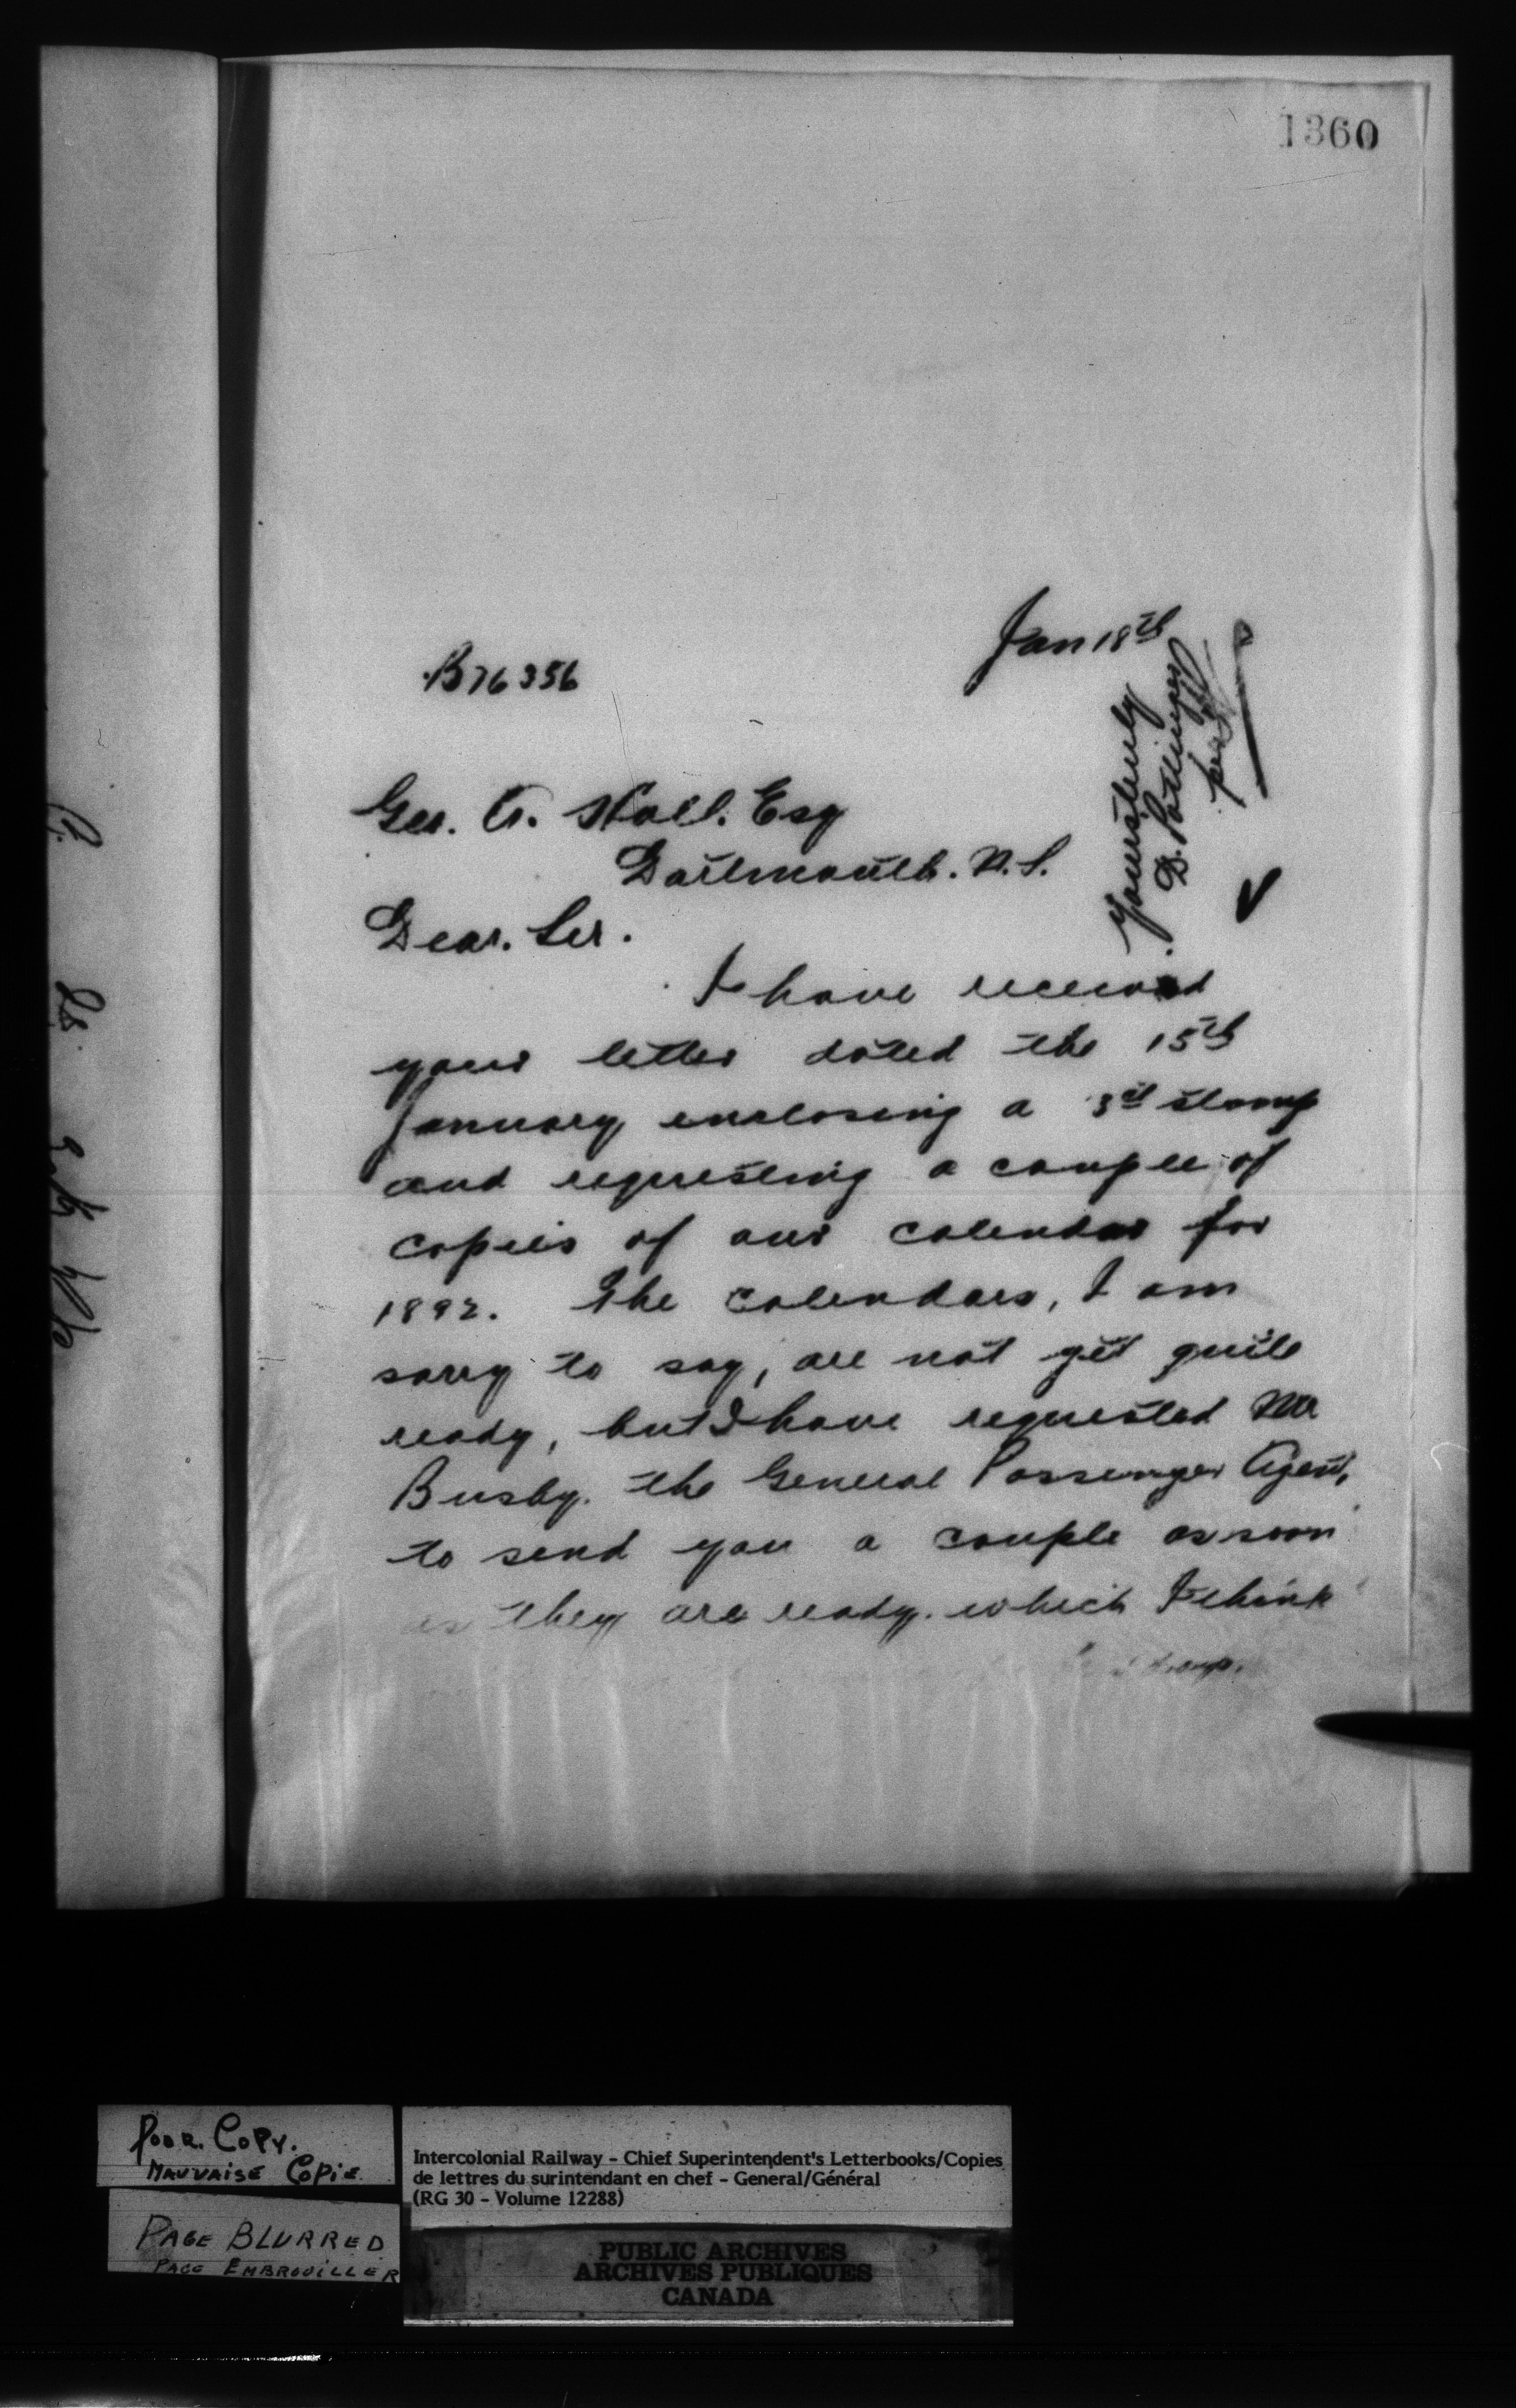 1360
Jan 18th
B76356
Geo. A. Hall. Esq
Dartmouth. N.S.
Dear. Sir.
I have received
your letter dated the 15th
January enclosing a 3ct stamp
and requesting a couple of
copies of our calendar for
1892. The calendars, I am
sorry to say, are not yet quite
ready, but I have requested Mr
Busby. the General Passenger Agent,
to send you a couple as soon
as they are ready. which I think
Yours truly
D. Pottinger
per
Poor. Copy.
Mauvaise Copie
Page Blurred
Page Embrouiller
Intercolonial Railway - Chief Superintendent's Letterbooks/Copies
de lettres du surintendant en chef - General/Général
(RG 30 - Volume 12288)
PUBLIC ARCHIVES
ARCHIVES PUBLIQUES
CANADA